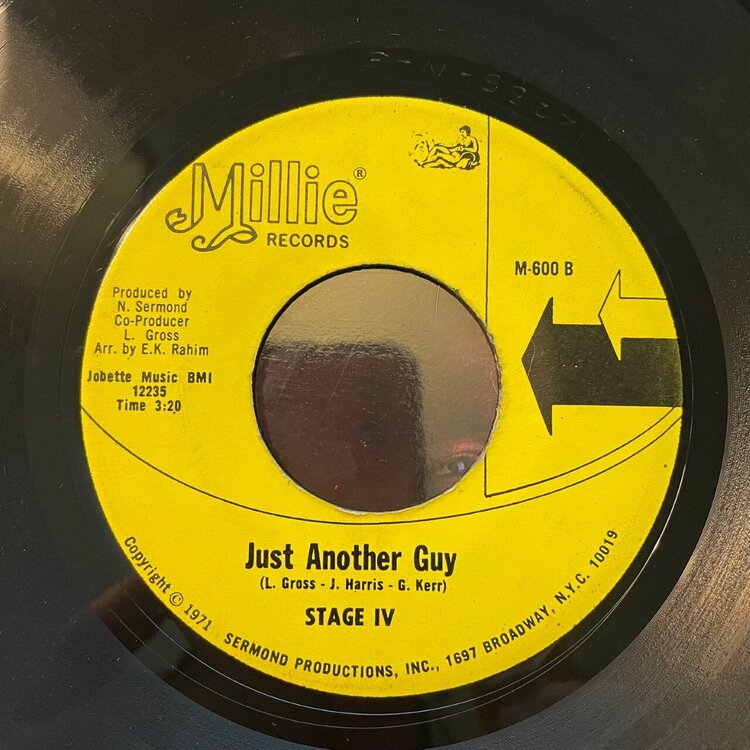 Millie®
RECORDS
M-600 B
Produced by
N. Sermond
Co-Producer
L. Gross
Arr. by E.K. Rahim
Jobette Music BMI
12235
Time 3:20
Just Another Guy
(L. Gross - J. Harris - G. Kerr)
STAGE IV
Copyright © 1971 SERMOND PRODUCTIONS, INC., 1697 BROADWAY, N.Y.C. 10019